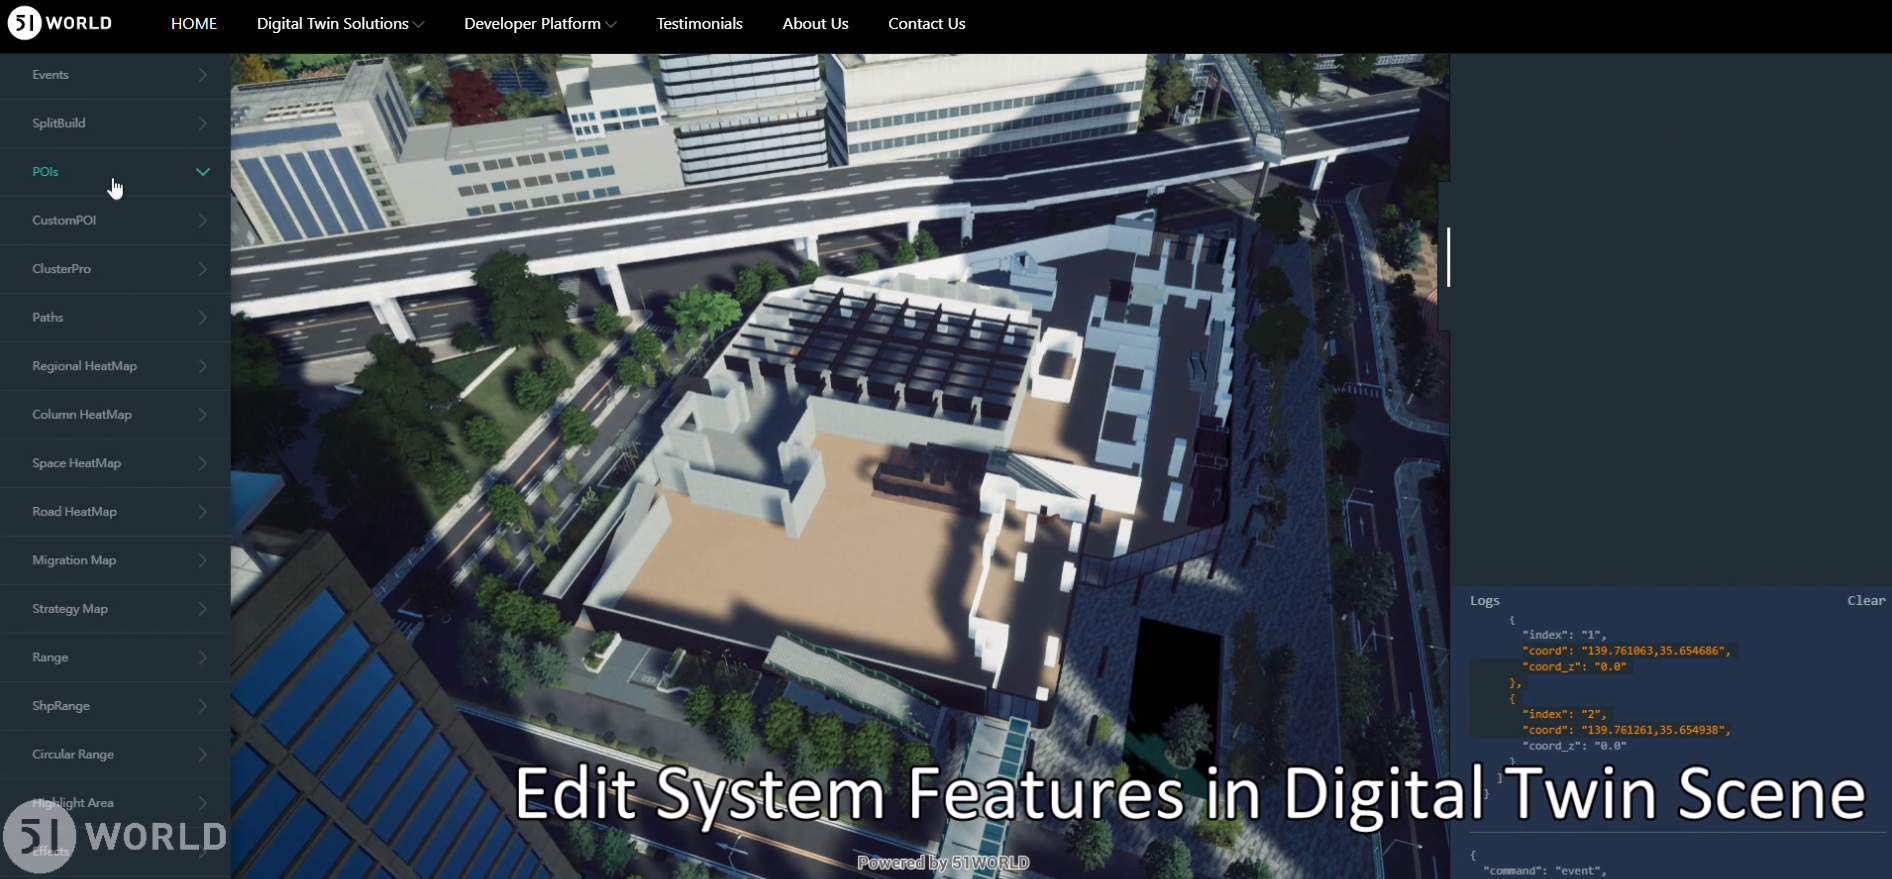 51 WORLD
HOME
Digital Twin Solutions
Developer Platform
Testimonials
About Us
Contact Us
Events
SplitBuild
POIs
CustomPOI
ClusterPro
Paths
Regional HeatMap
Column HeatMap
Space HeatMap
Road HeatMap
Migration Map
Strategy Map
Range
ShpRange
Circular Range
Highlight Area
Effects
51 WORLD
Logs
Clear
{
"index": "1",
"coord": "139.761063,35.654686",
"coord_z": "0.0"
},
{
"index": "2",
"coord": "139.761261,35.654938",
"coord_z": "0.0"
}
]
}
Edit System Features in Digital Twin Scene
{
"command": "event",
Powered by 51WORLD